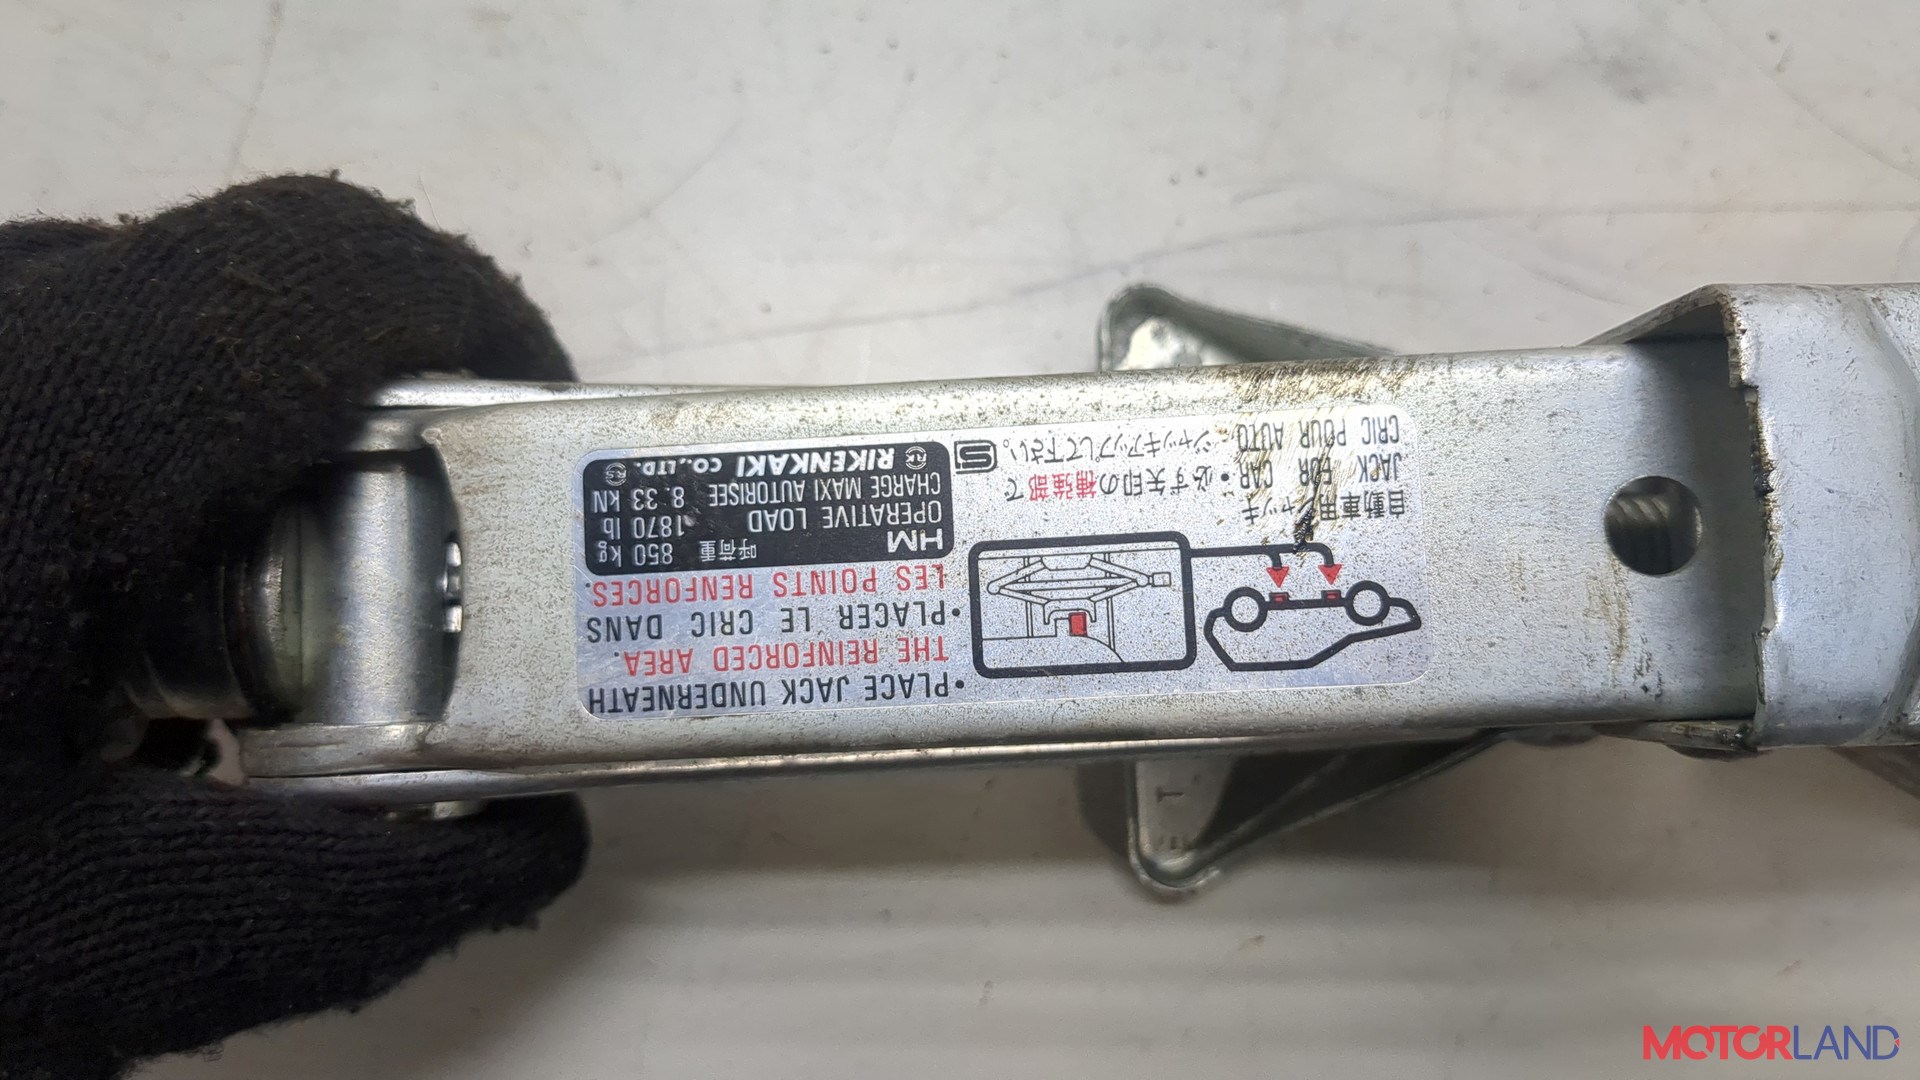 自動車用ジャッキ
JACK FOR CAR
CRIC POUR AUTO
• 必ず矢印の補強部で
ジャッキアップして下さい。
• PLACE JACK UNDERNEATH
THE REINFORCED AREA.
• PLACER LE CRIC DANS
LES POINTS RENFORCES.
HM 呼荷重 850 kg
OPERATIVE LOAD 1870 lb
CHARGE MAXI AUTORISEE 8.33 kN
RK RIKENKAKI CO.,LTD. RS
E T
MOTORLAND